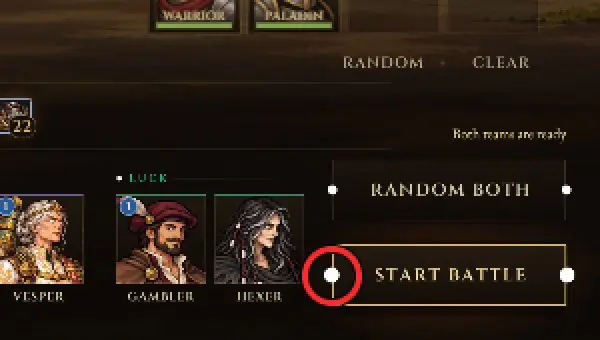 WARRIOR PALADIN
RANDOM CLEAR
22
Both teams are ready
LUCK
RANDOM BOTH
1 1
START BATTLE
VESPER GAMBLER HEXER